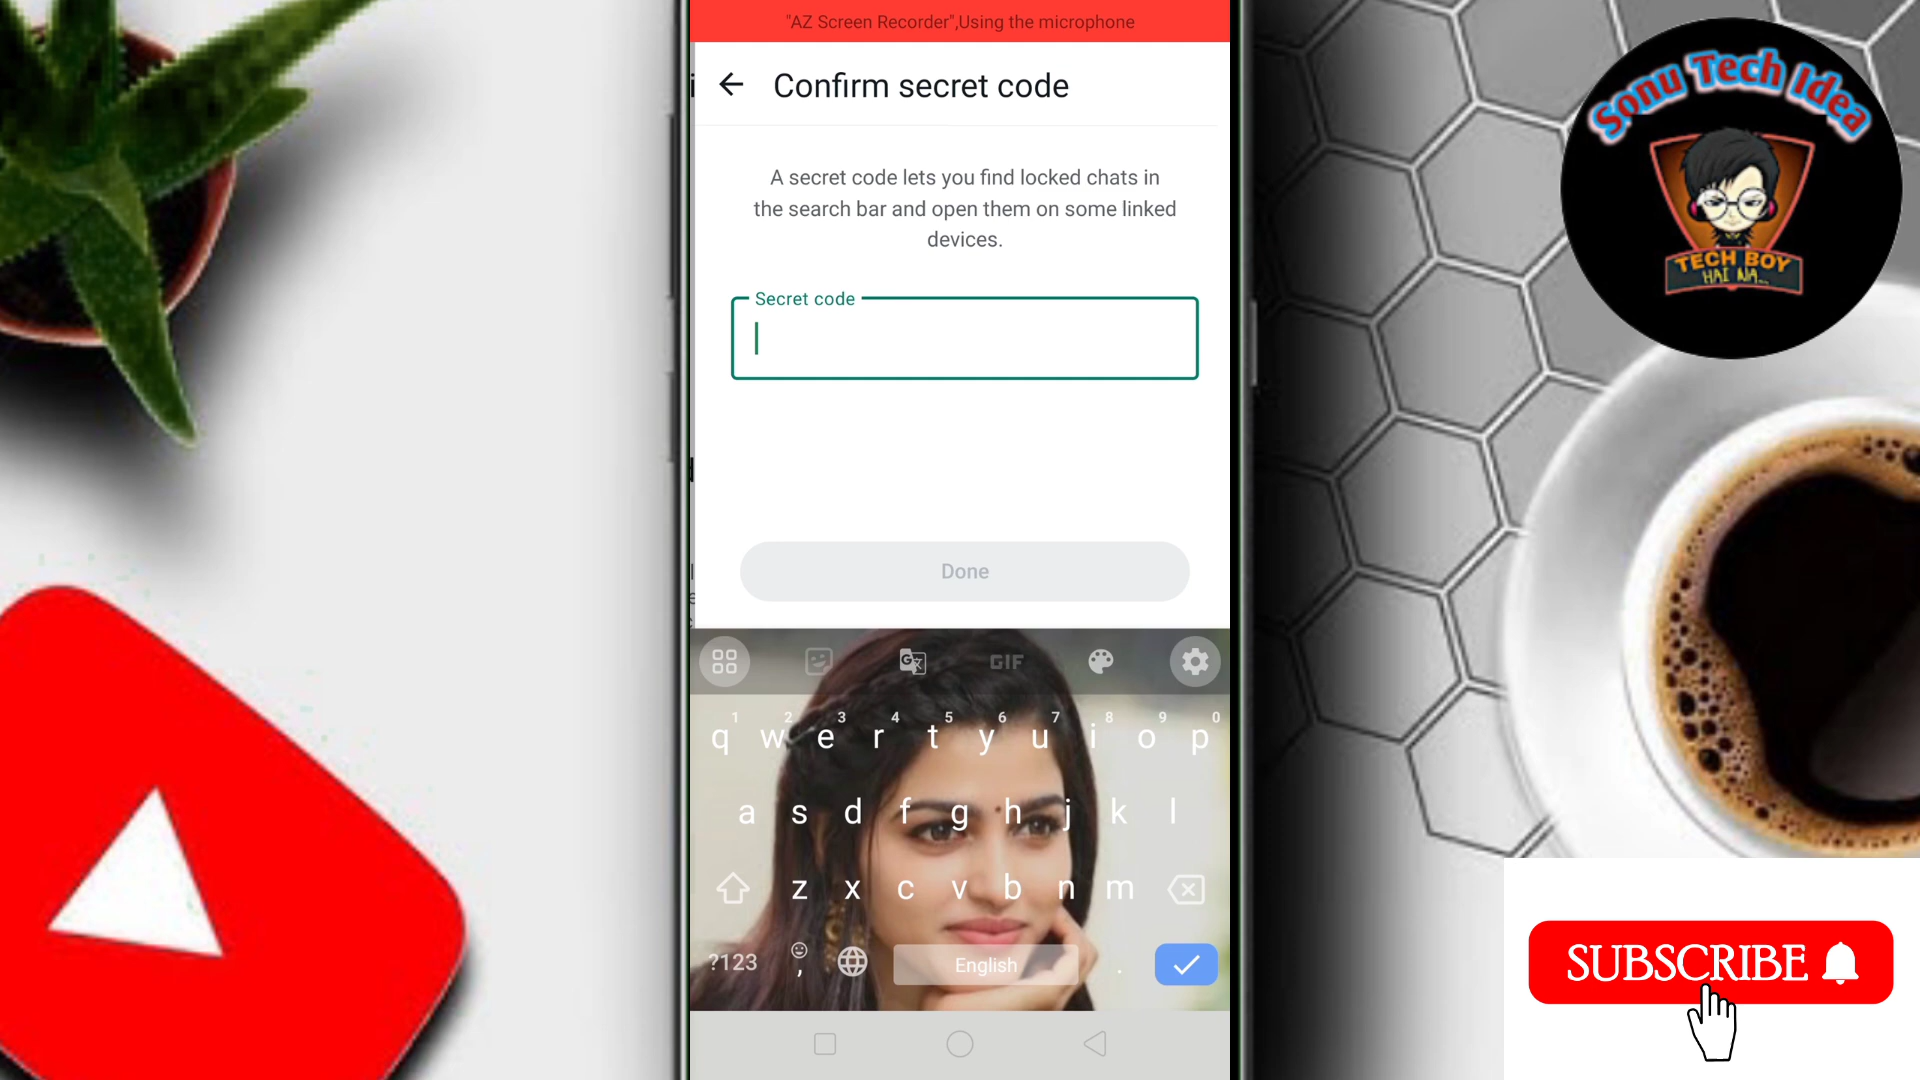 "AZ Screen Recorder",Using the microphone
Confirm secret code
A secret code lets you find locked chats in
the search bar and open them on some linked
devices.
Secret code
Done
GIF
1 2 3 4 5 6 7 8 9 0
q w e r t y u i o p
a s d f g h j k l
z x c v b n m
?123 , English .
Sonu Tech Idea
TECH BOY
HAI NA..
SUBSCRIBE